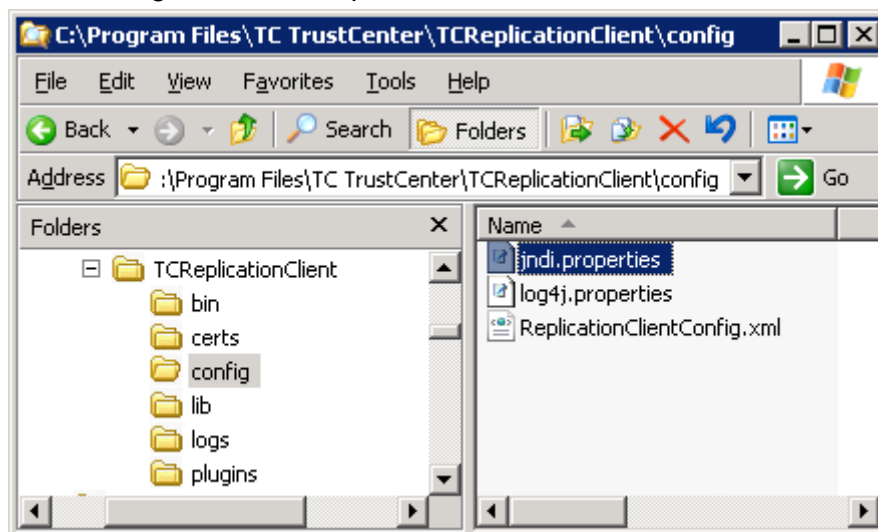 C:\Program Files\TC TrustCenter\TCReplicationClient\config
File Edit View Favorites Tools Help
Back Search Folders
Address :\Program Files\TC TrustCenter\TCReplicationClient\config Go
Folders
Name
TCReplicationClient
bin
certs
config
lib
logs
plugins
jndi.properties
log4j.properties
ReplicationClientConfig.xml